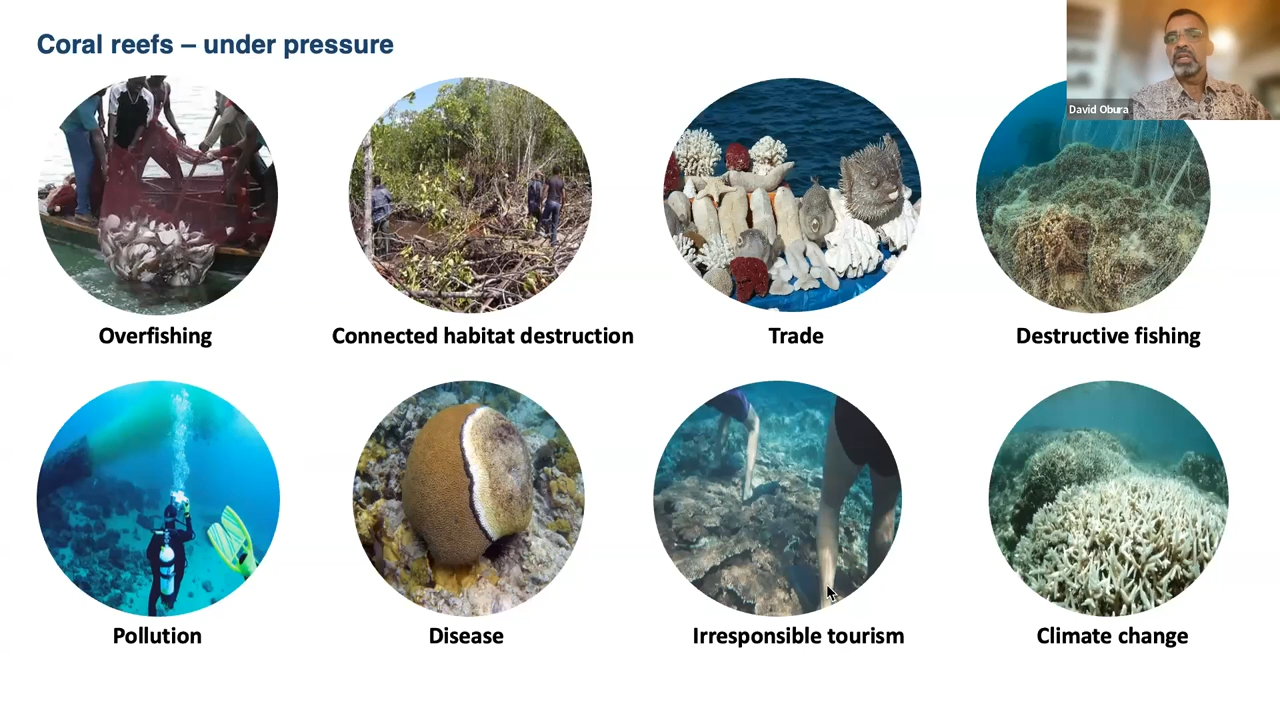 Coral reefs – under pressure
David Obura
Overfishing
Connected habitat destruction
Trade
Destructive fishing
Pollution
Disease
Irresponsible tourism
Climate change